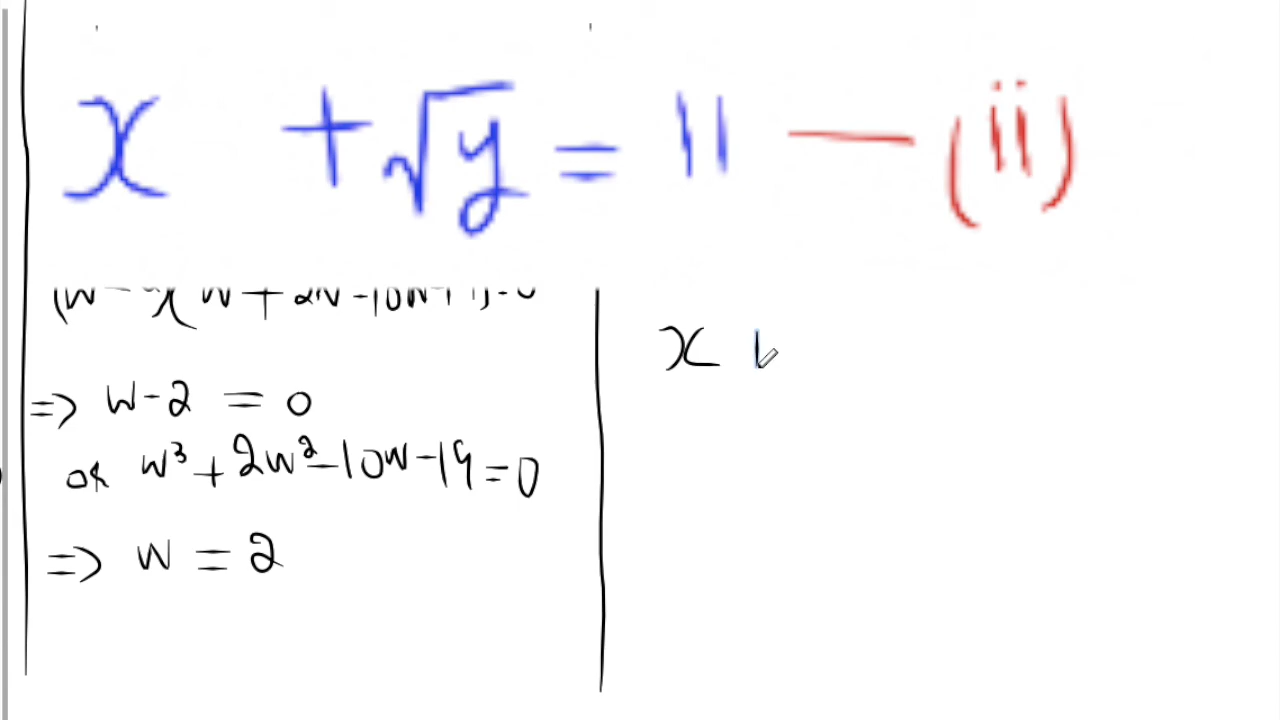 x + √y = 11 — (ii)
=> w-2 = 0
or w³ + 2w² - 10w - 19 = 0
=> w = 2
x